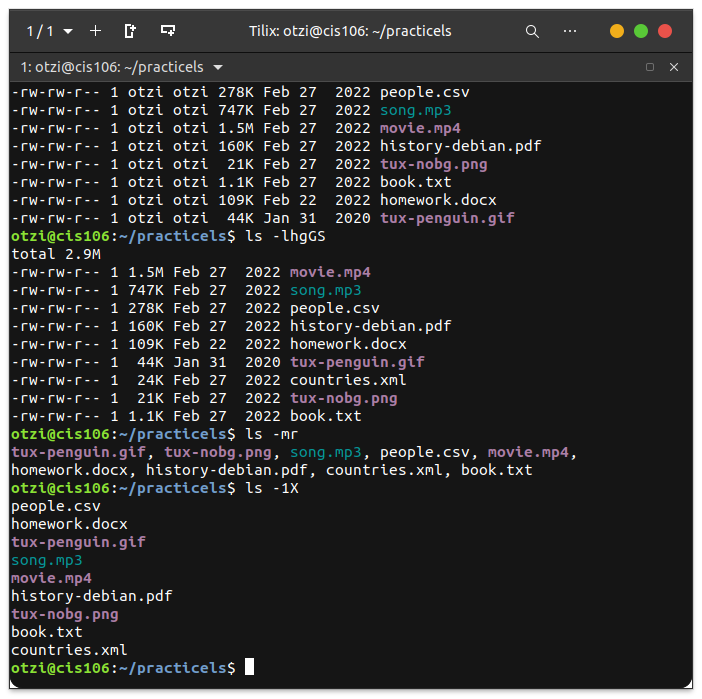 1 / 1 Tilix: otzi@cis106: ~/practicels
1: otzi@cis106: ~/practicels
-rw-rw-r-- 1 otzi otzi 278K Feb 27  2022 people.csv
-rw-rw-r-- 1 otzi otzi 747K Feb 27  2022 song.mp3
-rw-rw-r-- 1 otzi otzi 1.5M Feb 27  2022 movie.mp4
-rw-rw-r-- 1 otzi otzi 160K Feb 27  2022 history-debian.pdf
-rw-rw-r-- 1 otzi otzi  21K Feb 27  2022 tux-nobg.png
-rw-rw-r-- 1 otzi otzi 1.1K Feb 27  2022 book.txt
-rw-rw-r-- 1 otzi otzi 109K Feb 22  2022 homework.docx
-rw-rw-r-- 1 otzi otzi  44K Jan 31  2020 tux-penguin.gif
otzi@cis106:~/practicels$ ls -lhgGS
total 2.9M
-rw-rw-r-- 1 1.5M Feb 27  2022 movie.mp4
-rw-rw-r-- 1 747K Feb 27  2022 song.mp3
-rw-rw-r-- 1 278K Feb 27  2022 people.csv
-rw-rw-r-- 1 160K Feb 27  2022 history-debian.pdf
-rw-rw-r-- 1 109K Feb 22  2022 homework.docx
-rw-rw-r-- 1  44K Jan 31  2020 tux-penguin.gif
-rw-rw-r-- 1  24K Feb 27  2022 countries.xml
-rw-rw-r-- 1  21K Feb 27  2022 tux-nobg.png
-rw-rw-r-- 1 1.1K Feb 27  2022 book.txt
otzi@cis106:~/practicels$ ls -mr
tux-penguin.gif, tux-nobg.png, song.mp3, people.csv, movie.mp4,
homework.docx, history-debian.pdf, countries.xml, book.txt
otzi@cis106:~/practicels$ ls -1X
people.csv
homework.docx
tux-penguin.gif
song.mp3
movie.mp4
history-debian.pdf
tux-nobg.png
book.txt
countries.xml
otzi@cis106:~/practicels$